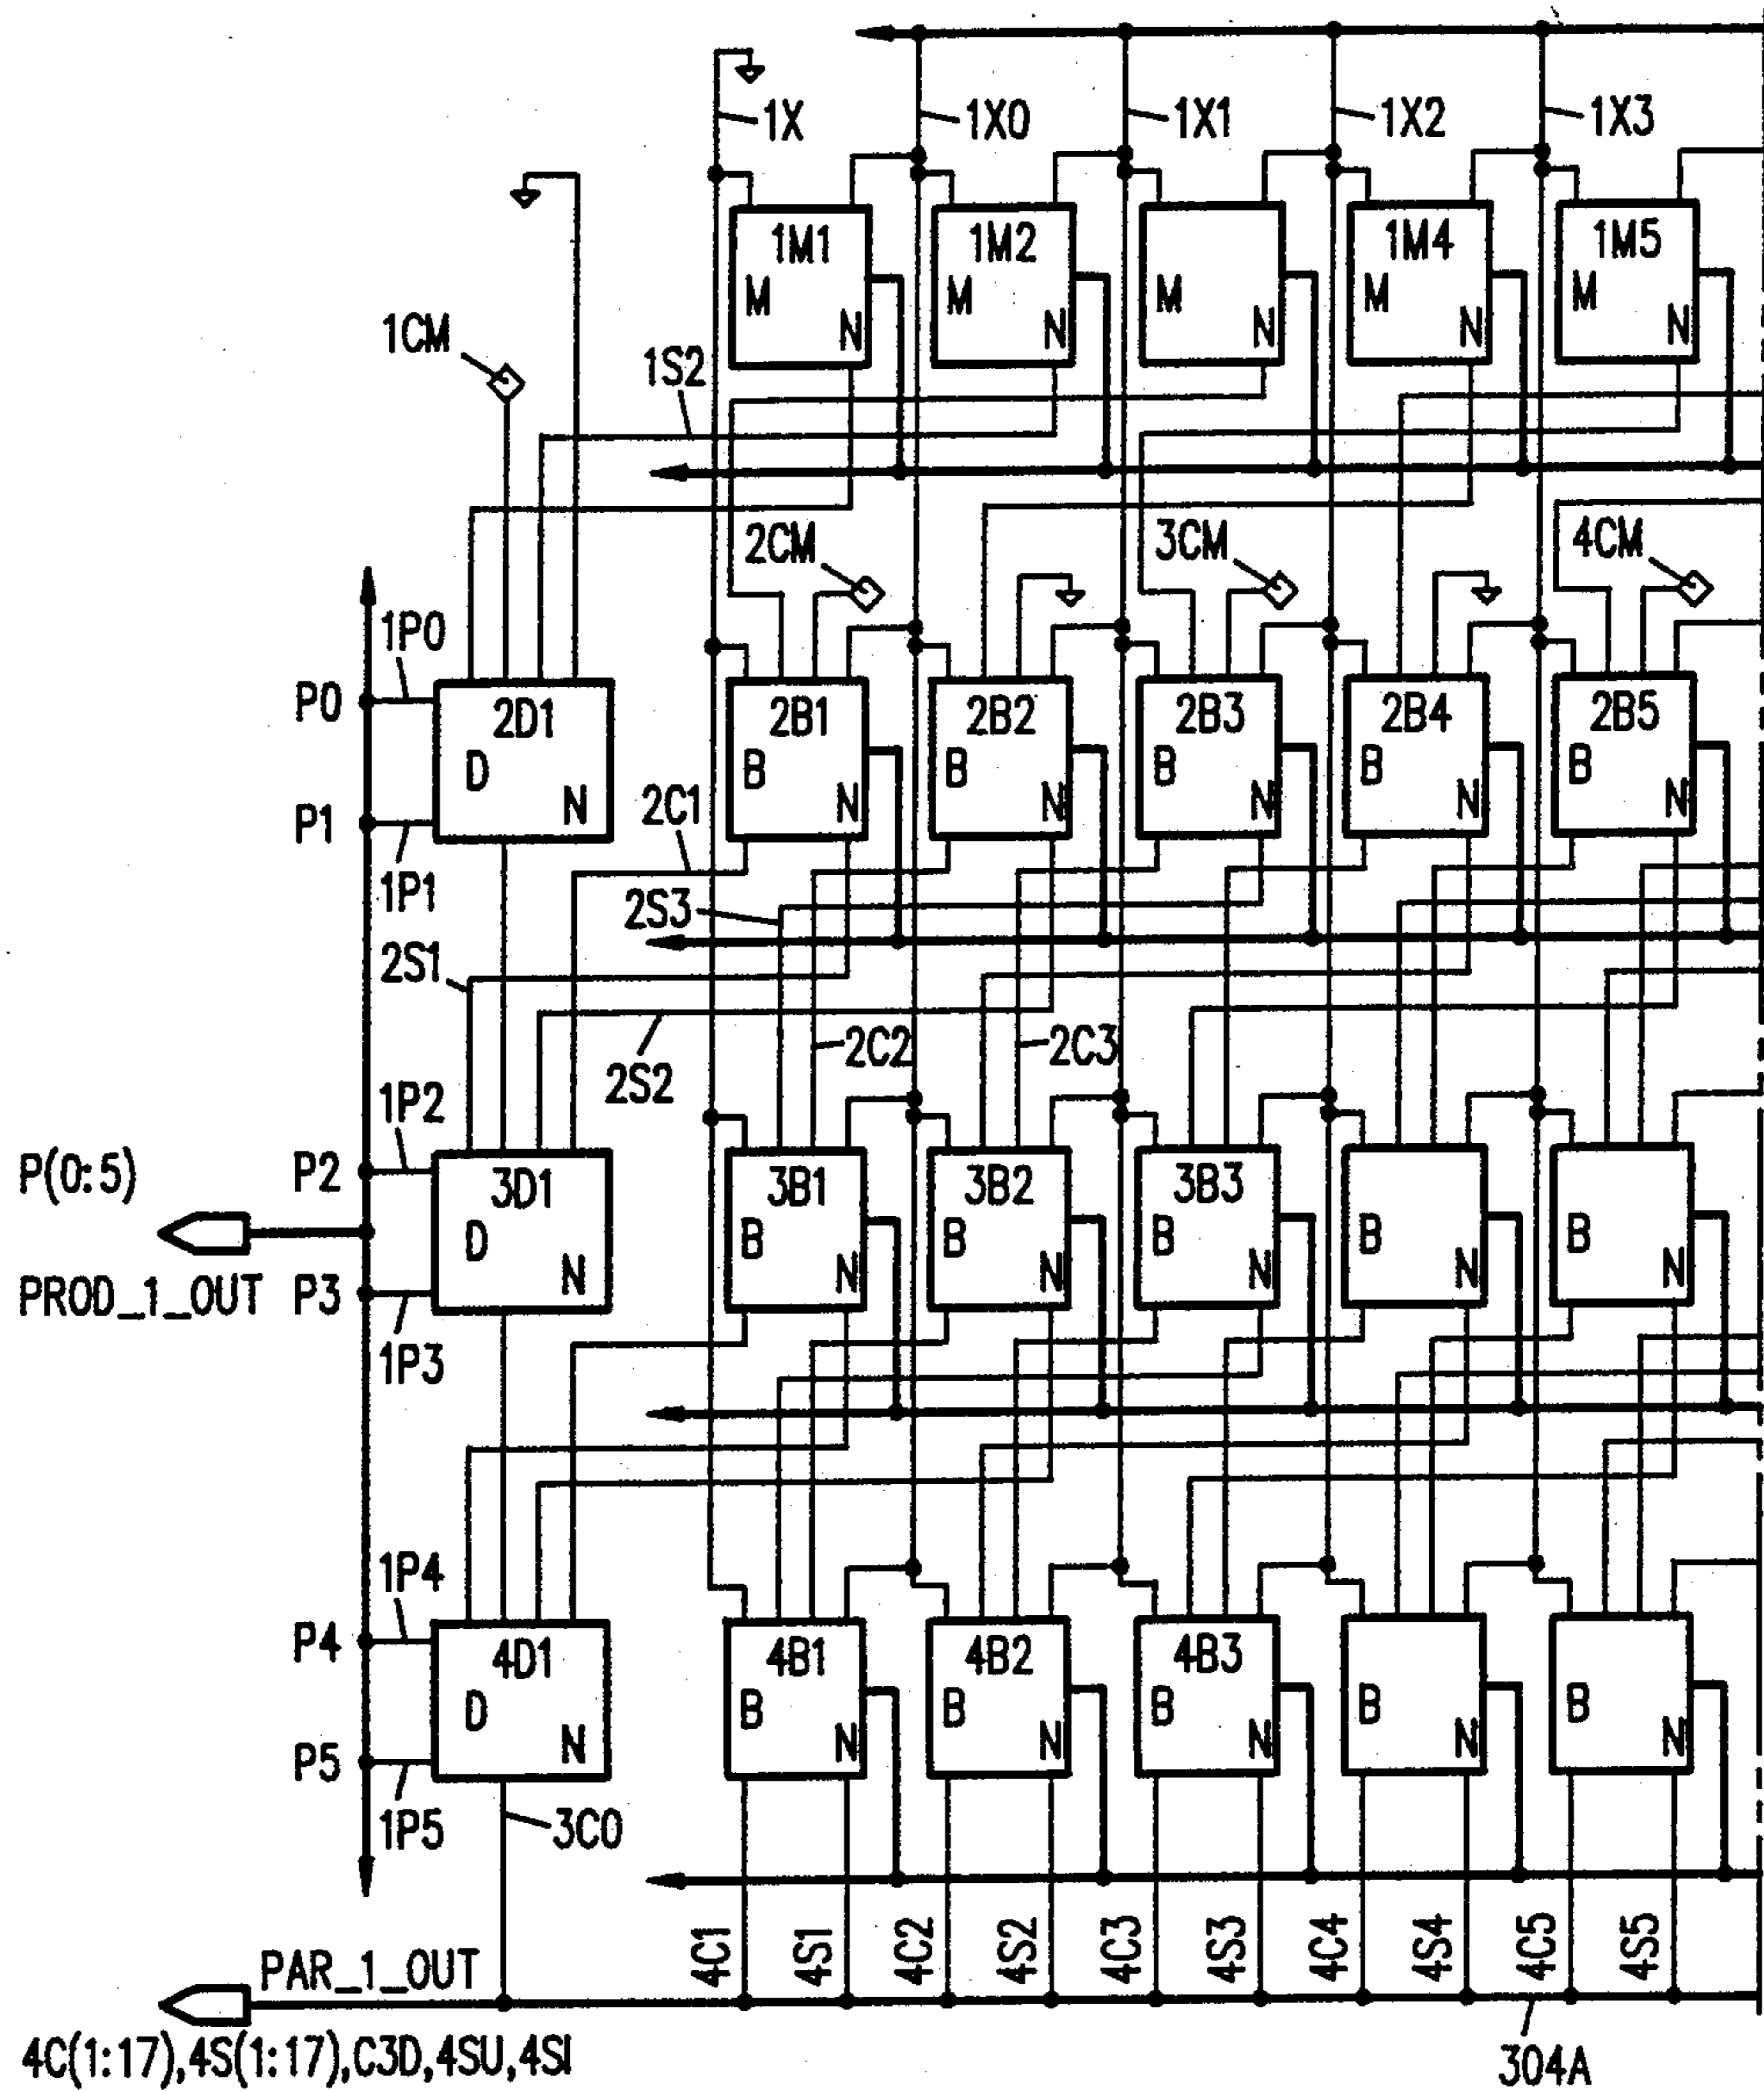 1X 1X0 1X1 1X2 1X3
1M1 1M2 1M4 1M5
M M M M M
N N N N
1CM
1S2
2CM 3CM 4CM
1P0
P0
2D1 2B1 2B2 2B3 2B4 2B5
D B B B B B
N N N N N N
P1
2C1
1P1
2S3
2S1
2C2 2C3
2S2
1P2
P(0:5) P2
3D1 3B1 3B2 3B3
D B B B B B
N N N N N
PROD_1_OUT P3
1P3
1P4
P4
4D1 4B1 4B2 4B3
D B B B B B
N N N N N N
P5
1P5
3C0
4C1 4S1 4C2 4S2 4C3 4S3 4C4 4S4 4C5 4S5
PAR_1_OUT
4C(1:17),4S(1:17),C3D,4SU,4SI
304A